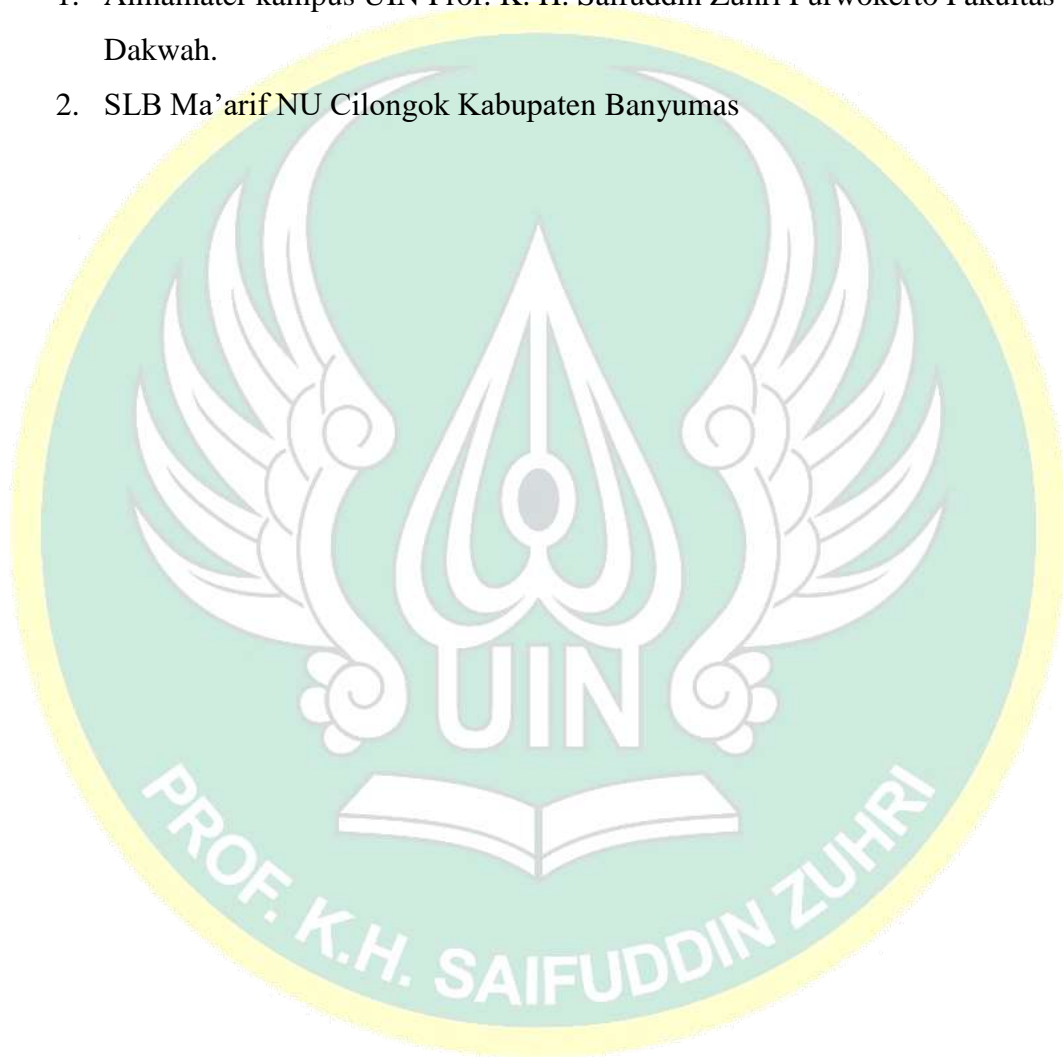 1. Almamater kampus UIN Prof. K. H. Saifuddin Zuhri Purwokerto Fakultas
Dakwah.
2. SLB Ma’arif NU Cilongok Kabupaten Banyumas
UIN
PROF. K.H. SAIFUDDIN ZUHRI